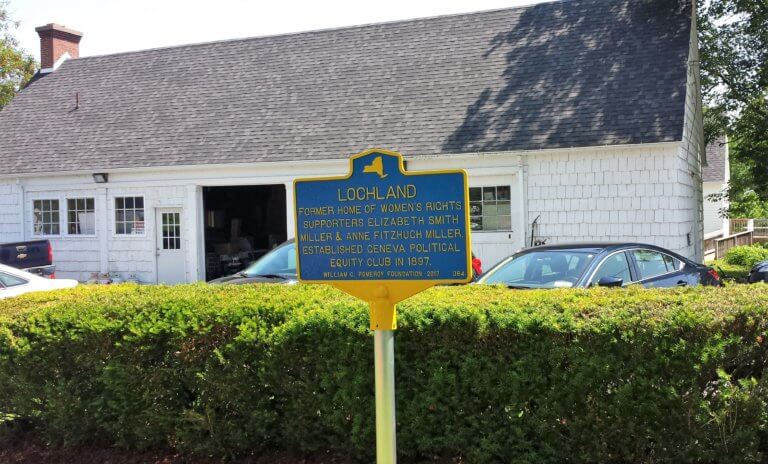 LOCHLAND
FORMER HOME OF WOMEN'S RIGHTS
SUPPORTERS ELIZABETH SMITH
MILLER & ANNE FITZHUGH MILLER.
ESTABLISHED GENEVA POLITICAL
EQUITY CLUB IN 1897.
WILLIAM G. POMEROY FOUNDATION 2017 384